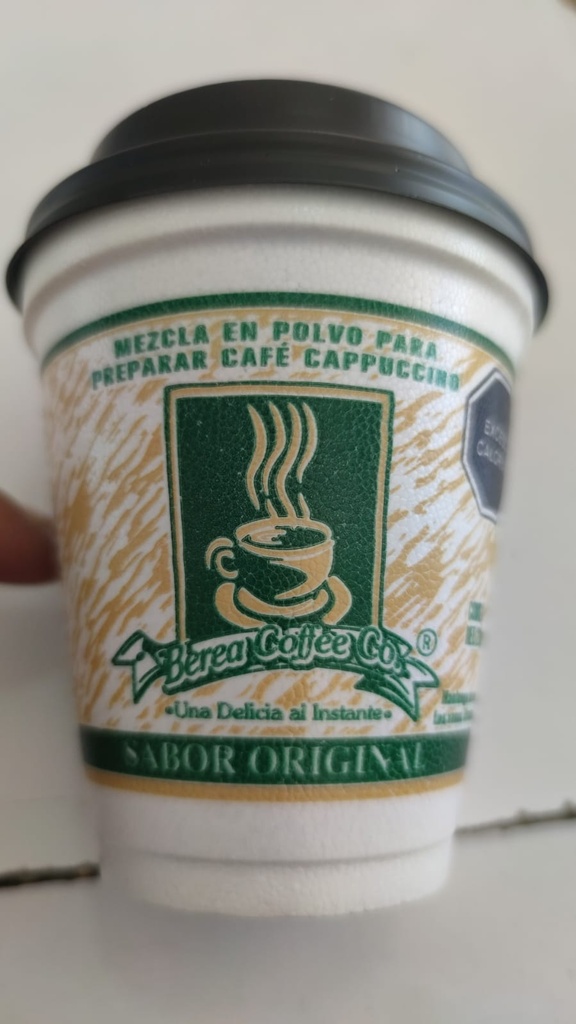 MEZCLA EN POLVO PARA
PREPARAR CAFÉ CAPPUCCINO
Berea Coffee Co. ®
•Una Delicia al Instante•
SABOR ORIGINAL